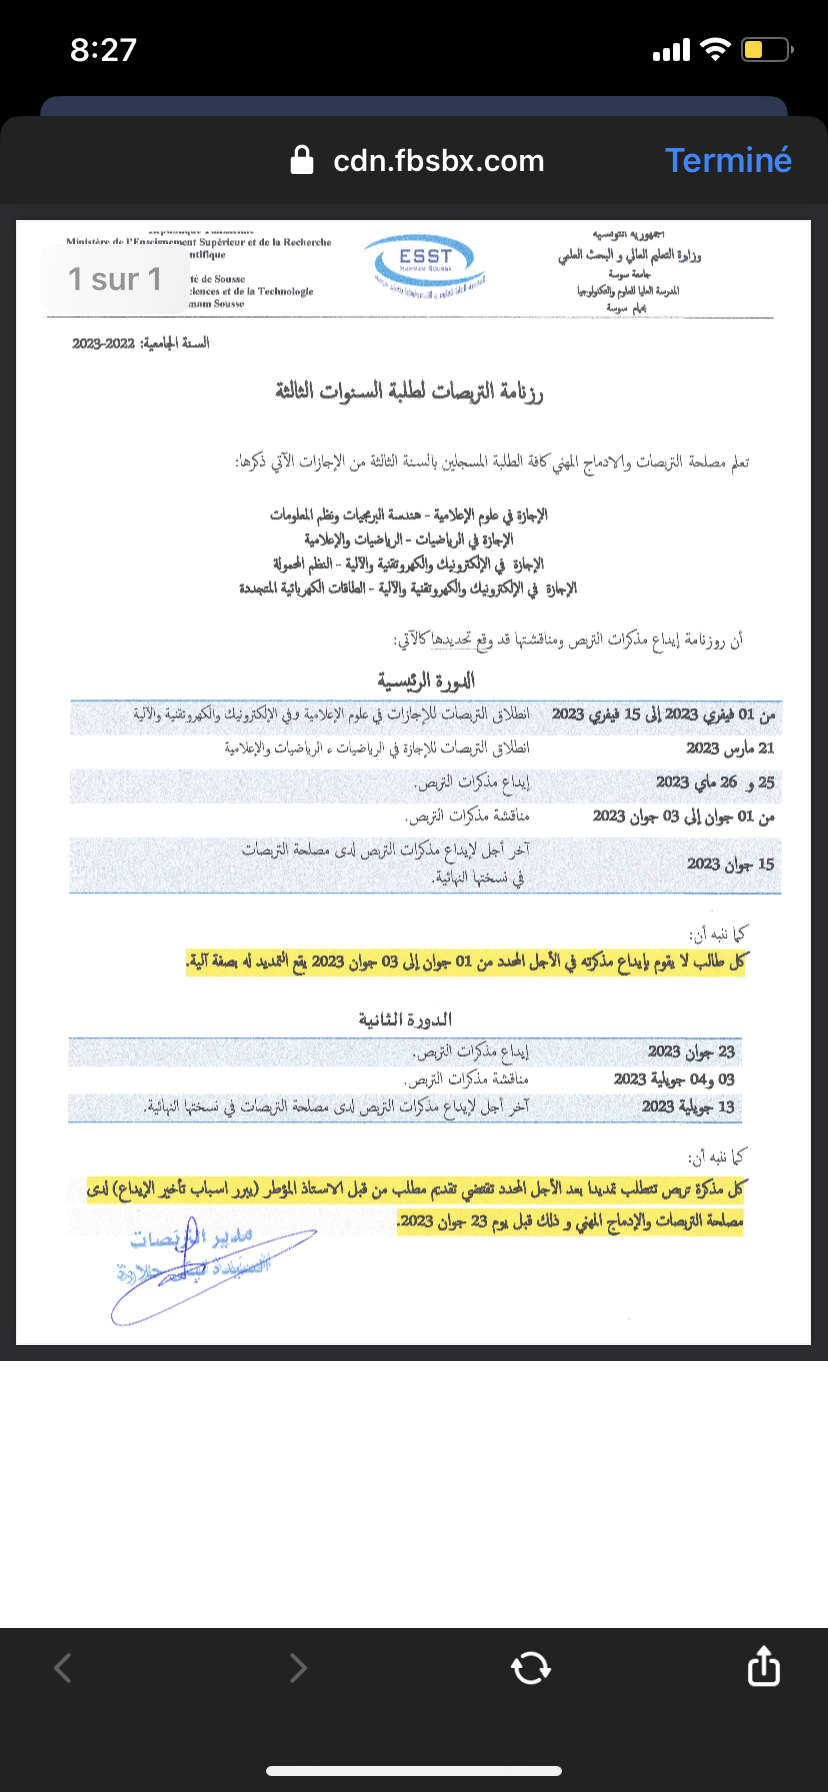 8:27
cdn.fbsbx.com
Terminé
1 sur 1
Ministère de l'Enseignement Supérieur et de la Recherche
ntifique
té de Sousse
ciences et de la Technologie
mam Sousse
ESST
HAMMAM SOUSSE
وزارة التعليم العالي و البحث العلمي
جامعة سوسة
المدرسة العليا للعلوم والتكنولوجيا
بحمام سوسة
السنة الجامعية: 2022-2023
رزنامة التربصات لطلبة السنوات الثالثة
تعلم مصلحة التربصات والادماج المهني كافة الطلبة المسجلين بالسنة الثالثة من الإجازات الآتي ذكرها:
الإجازة في علوم الإعلامية - هندسة البرمجيات ونظم المعلومات
الإجازة في الرياضيات - الرياضيات والإعلامية
الإجازة في الإلكترونيك والكهروتقنية والآلية - النظم المحمولة
الإجازة في الإلكترونيك والكهروتقنية والآلية - الطاقات الكهربائية المتجددة
أن روزنامة إيداع مذكرات التربص ومناقشتها قد وقع تحديدها كالآتي:
الدورة الرئيسية
من 01 فيفري 2023 إلى 15 فيفري 2023 انطلاق التربصات للإجازات في علوم الإعلامية وفي الإلكترونيك والكهروتقنية والآلية
21 مارس 2023 انطلاق التربصات للإجازة في الرياضيات ء الرياضيات والإعلامية
25 و 26 ماي 2023 إيداع مذكرات التربص.
من 01 جوان إلى 03 جوان 2023 مناقشة مذكرات التربص.
15 جوان 2023 آخر أجل لإيداع مذكرات التربص لدى مصلحة التربصات
في نسختها النهائية.
كما ننبه أن:
كل طالب لا يقوم بإيداع مذكرته في الأجل المحدد من 01 جوان إلى 03 جوان 2023 يقع التمديد له بصفة آلية.
الدورة الثانية
23 جوان 2023 إيداع مذكرات التربص.
03 و04 جويلية 2023 مناقشة مذكرات التربص.
13 جويلية 2023 آخر أجل لإيداع مذكرات التربص لدى مصلحة التربصات في نسختها النهائية.
كما ننبه أن:
كل مذكرة تربص تتطلب تمديدا بعد الأجل المحدد تقتضي تقديم مطلب من قبل الاستاذ المؤطر (يبرر اسباب تأخير الإيداع) لدى
مصلحة التربصات والإدماج المهني و ذلك قبل يوم 23 جوان 2023.
مدير التربصات